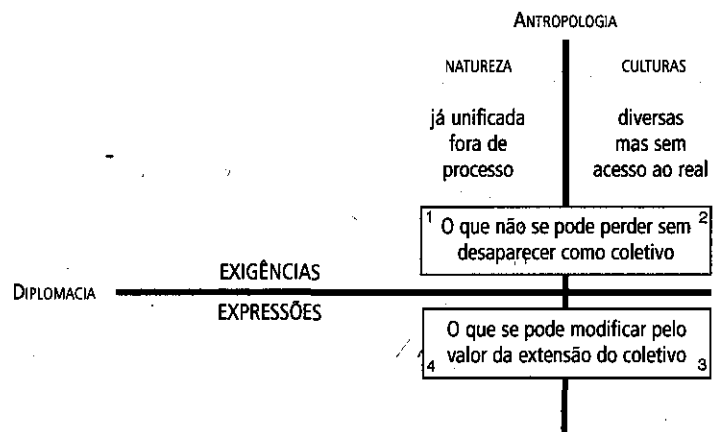 ANTROPOLOGIA
NATUREZA
CULTURAS
já unificada
fora de
processo
diversas
mas sem
acesso ao real
1 O que não se pode perder sem 2
desaparecer como coletivo
EXIGÊNCIAS
DIPLOMACIA
EXPRESSÕES
O que se pode modificar pelo
4 valor da extensão do coletivo 3